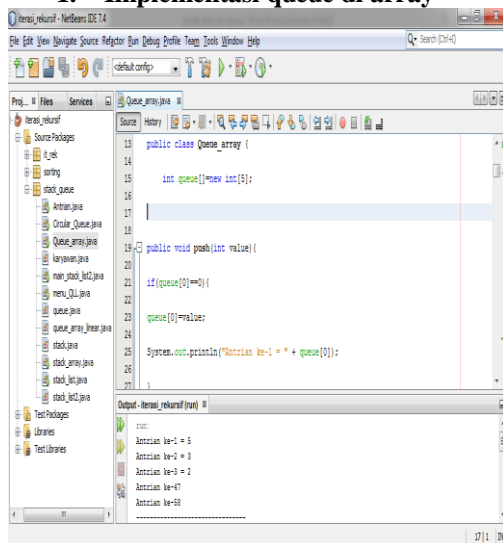 1. Implementasi queue di array
iterasi_rekursif - NetBeans IDE 7.4
File Edit View Navigate Source Refactor Run Debug Profile Team Tools Window Help
Search (Ctrl+I)
<default config>
Proj... Files Services
Queue_array.java
iterasi_rekursif
Source Packages
it_rek
sorting
stack_queue
Antrian.java
Circular_Queue.java
Queue_array.java
karyawan.java
main_stack_list2.java
menu_QLL.java
queue.java
queue_array_linear.java
stack.java
stack_array.java
stack_list.java
stack_list2.java
Test Packages
Libraries
Test Libraries
Source History
13 public class Queue_array {
14
15 int queue[]=new int[5];
16
17
18
19 public void push(int value){
20
21 if(queue[0]==0){
22
23 queue[0]=value;
24
25 System.out.println("Antrian ke-1 = " + queue[0]);
26
27 }
Output - iterasi_rekursif (run)
run:
Antrian ke-1 = 5
Antrian ke-2 = 3
Antrian ke-3 = 2
Antrian ke-47
Antrian ke-58
--------------------------------
17 | 1